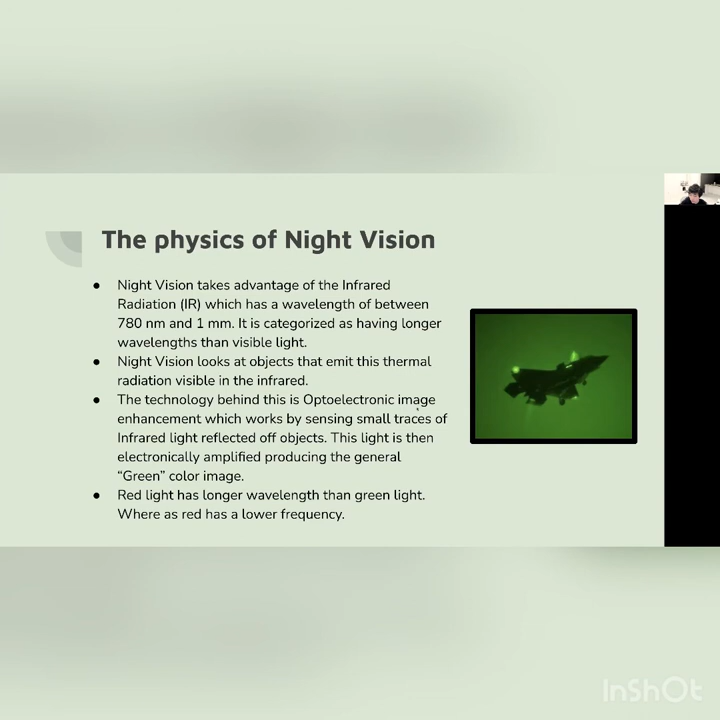 The physics of Night Vision
● Night Vision takes advantage of the Infrared
Radiation (IR) which has a wavelength of between
780 nm and 1 mm. It is categorized as having longer
wavelengths than visible light.
● Night Vision looks at objects that emit this thermal
radiation visible in the infrared.
● The technology behind this is Optoelectronic image
enhancement which works by sensing small traces of
Infrared light reflected off objects. This light is then
electronically amplified producing the general
“Green” color image.
● Red light has longer wavelength than green light.
Where as red has a lower frequency.
InShOt